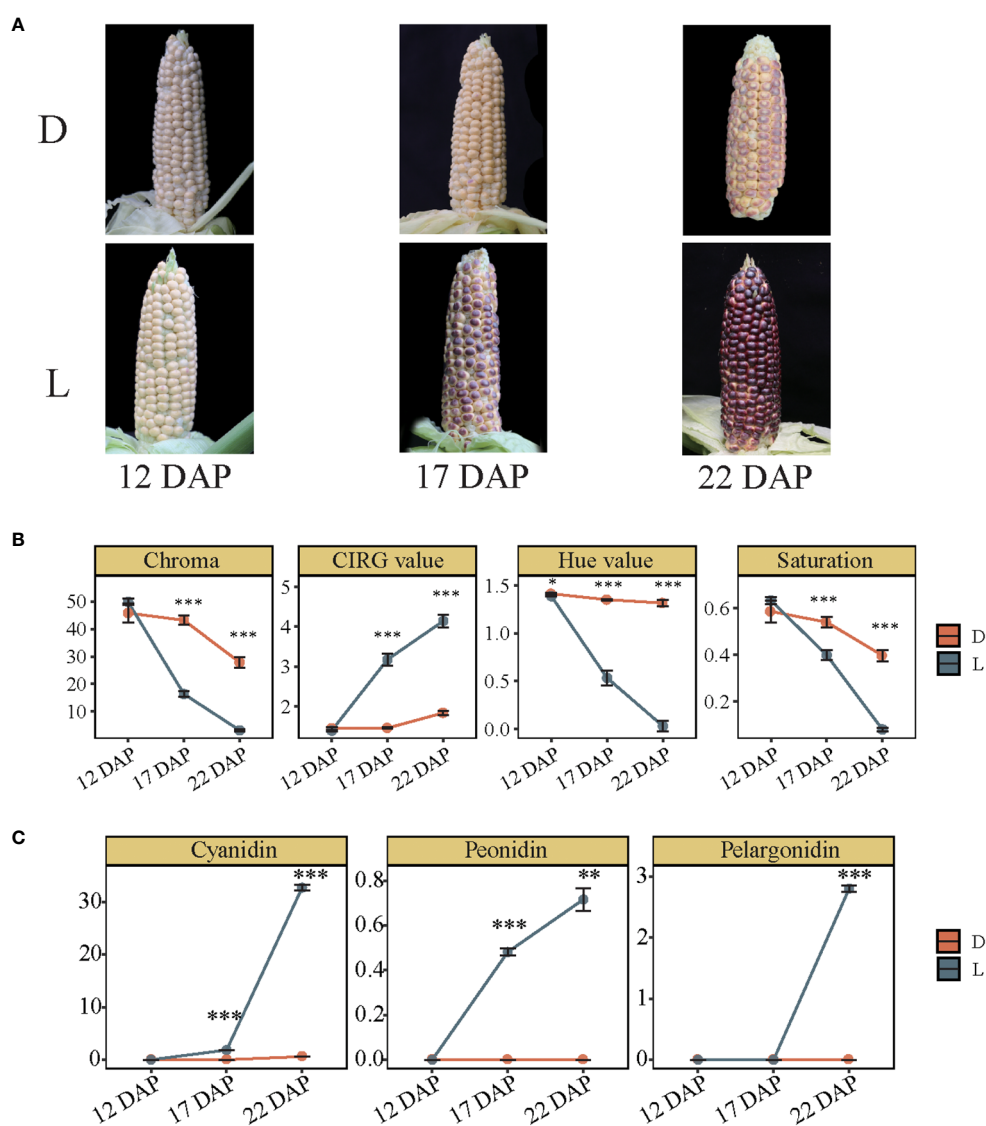 A
D
L
12 DAP 17 DAP 22 DAP
B
Chroma CIRG value Hue value Saturation
50
40
30
20
10
*** ***
12 DAP 17 DAP 22 DAP
5
4
3
2
*** ***
12 DAP 17 DAP 22 DAP
1.5
1.0
0.5
0.0
* *** ***
12 DAP 17 DAP 22 DAP
0.6
0.4
0.2
*** ***
12 DAP 17 DAP 22 DAP
D
L
C
Cyanidin Peonidin Pelargonidin
30
20
10
0
*** ***
12 DAP 17 DAP 22 DAP
0.8
0.6
0.4
0.2
0.0
*** **
12 DAP 17 DAP 22 DAP
3
2
1
0
***
12 DAP 17 DAP 22 DAP
D
L